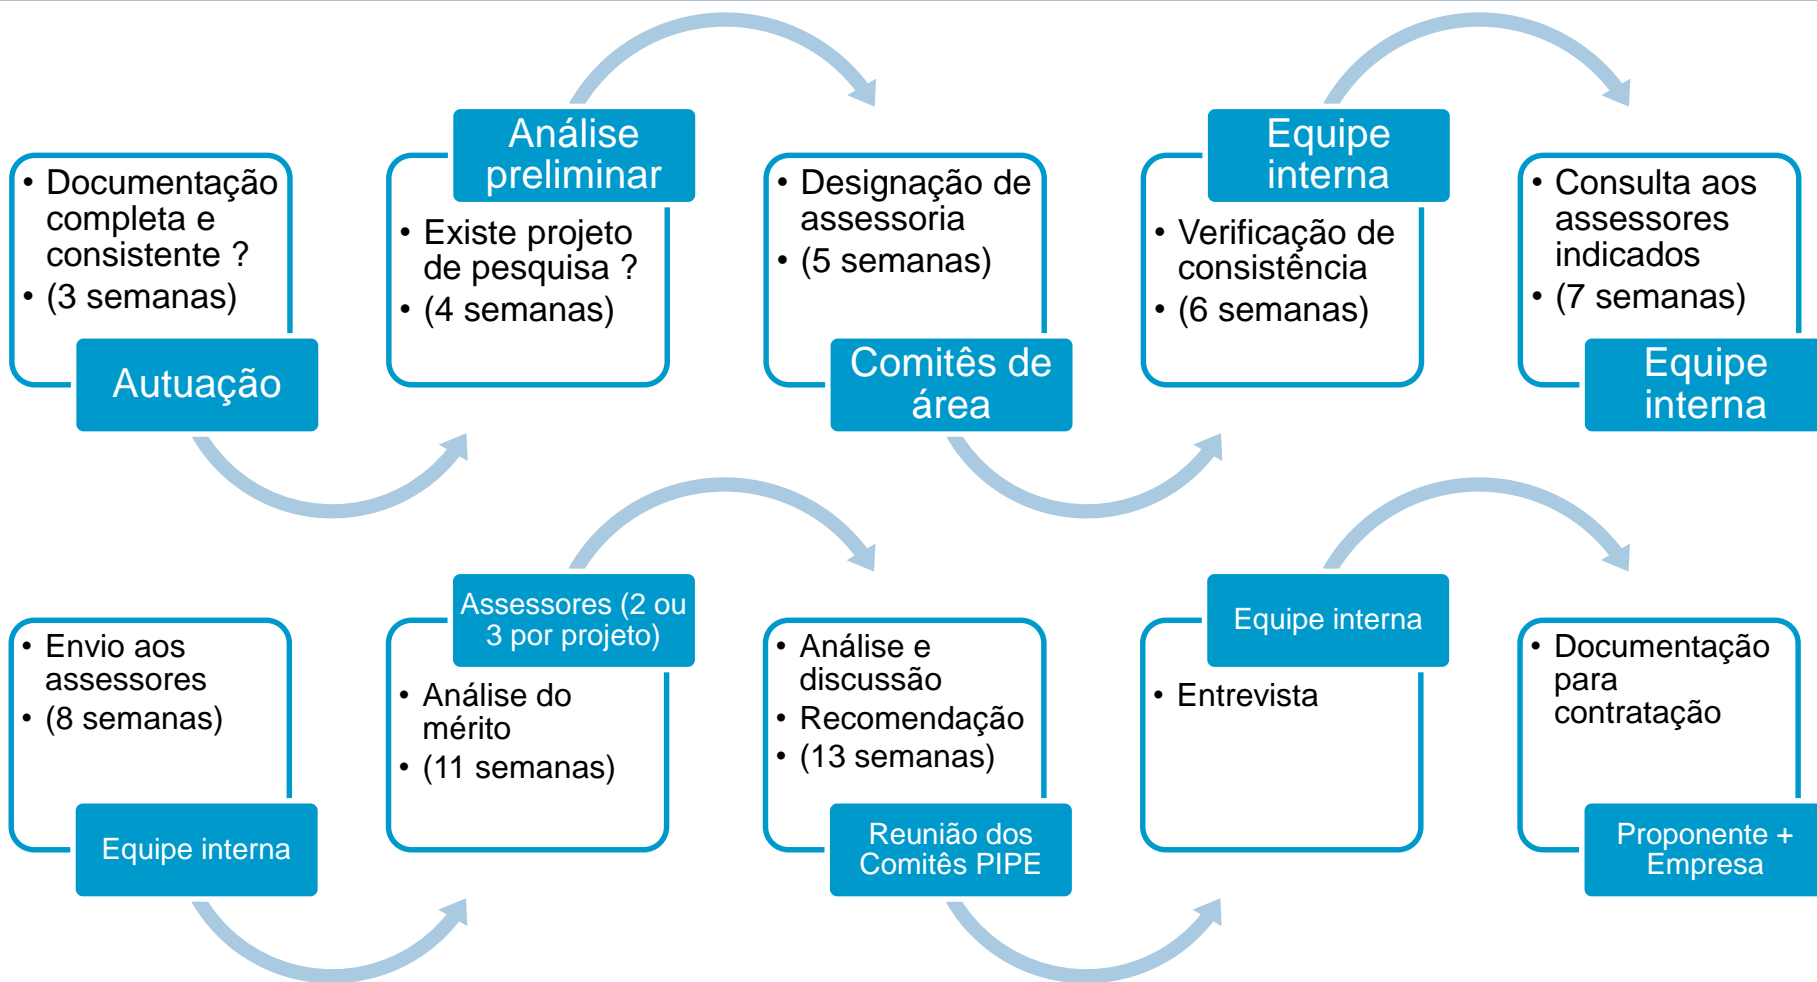 • Documentação
completa e
consistente ?
• (3 semanas)
Autuação
Análise
preliminar
• Existe projeto
de pesquisa ?
• (4 semanas)
• Designação de
assessoria
• (5 semanas)
Comitês de
área
Equipe
interna
• Verificação de
consistência
• (6 semanas)
• Consulta aos
assessores
indicados
• (7 semanas)
Equipe
interna
• Envio aos
assessores
• (8 semanas)
Equipe interna
Assessores (2 ou
3 por projeto)
• Análise do
mérito
• (11 semanas)
• Análise e
discussão
• Recomendação
• (13 semanas)
Reunião dos
Comitês PIPE
Equipe interna
• Entrevista
• Documentação
para
contratação
Proponente +
Empresa